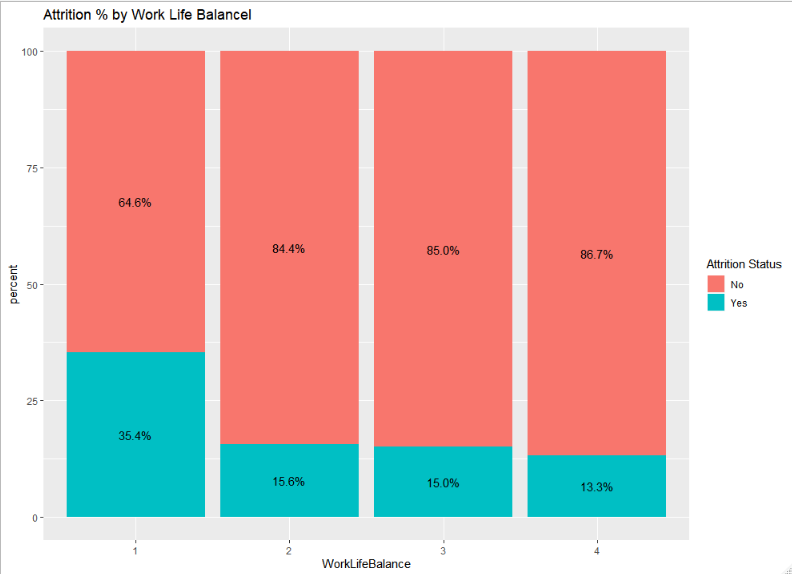 Attrition % by Work Life Balancel
100
75
50
25
0
percent
64.6%
84.4%
85.0%
86.7%
35.4%
15.6%
15.0%
13.3%
1
2
3
4
WorkLifeBalance
Attrition Status
No
Yes